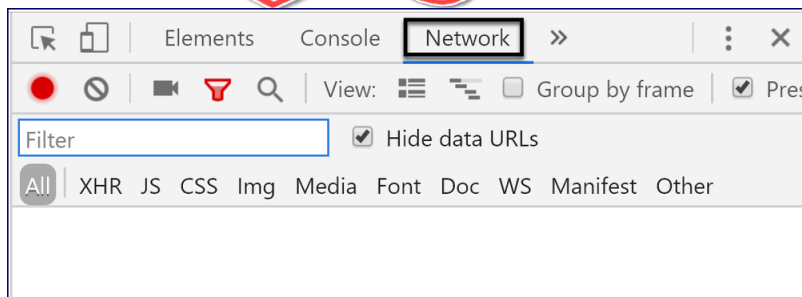 Elements Console Network
View: Group by frame Pres
Filter Hide data URLs
All XHR JS CSS Img Media Font Doc WS Manifest Other